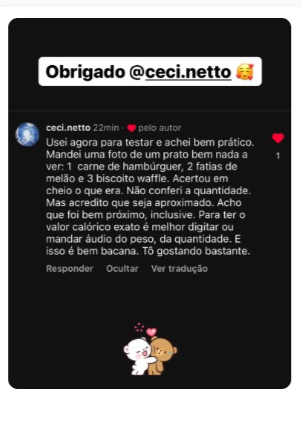 Obrigado @ceci.netto 🥰
ceci.netto 22min · ❤️ pelo autor
Usei agora para testar e achei bem prático.
Mandei uma foto de um prato bem nada a
ver: 1 carne de hambúrguer, 2 fatias de
melão e 3 biscoito waffle. Acertou em
cheio o que era. Não conferi a quantidade.
Mas acredito que seja aproximado. Acho
que foi bem próximo, inclusive. Para ter o
valor calórico exato é melhor digitar ou
mandar áudio do peso, da quantidade. E
isso é bem bacana. Tô gostando bastante.
1
Responder Ocultar Ver tradução